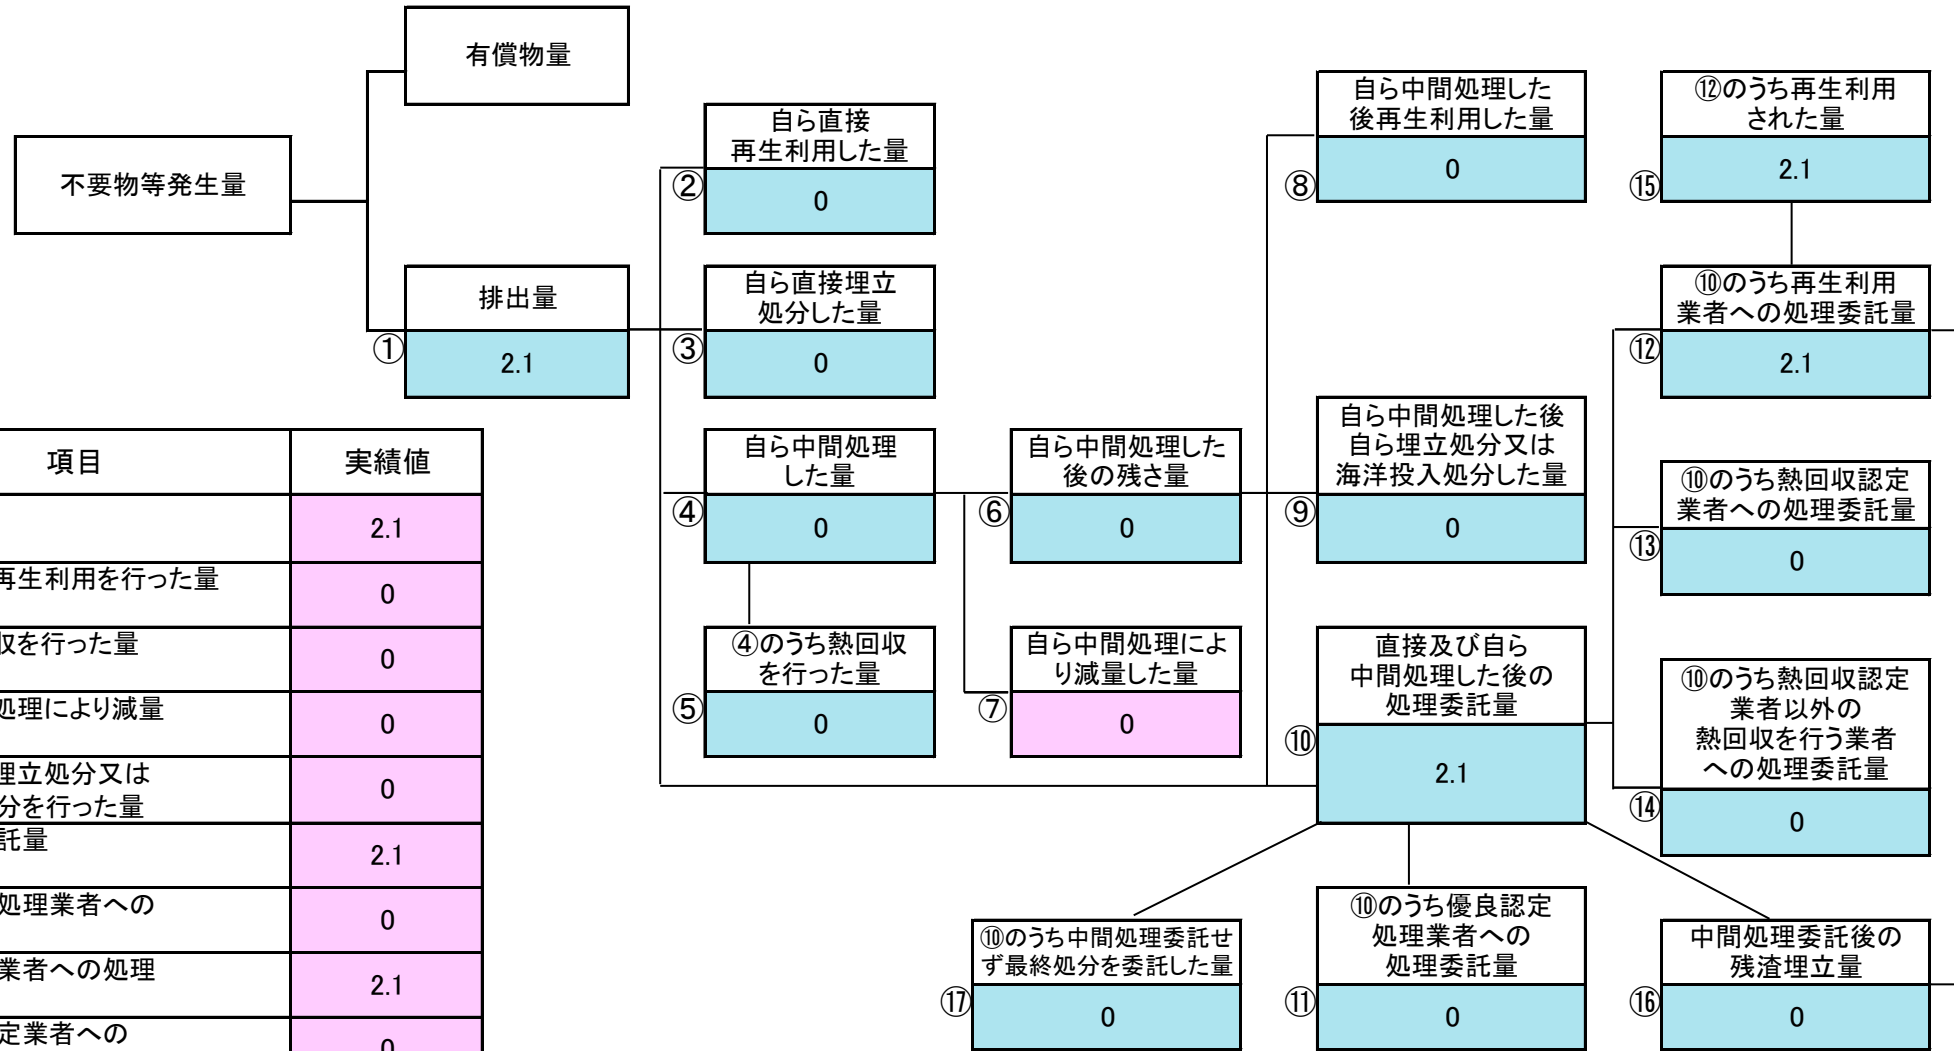 有償物量
不要物等発生量
排出量
①
2.1
自ら直接
再生利用した量
②
0
自ら直接埋立
処分した量
③
0
自ら中間処理
した量
④
0
④のうち熱回収
を行った量
⑤
0
自ら中間処理した
後の残さ量
⑥
0
自ら中間処理によ
り減量した量
⑦
0
自ら中間処理した
後再生利用した量
⑧
0
自ら中間処理した後
自ら埋立処分又は
海洋投入処分した量
⑨
0
直接及び自ら
中間処理した後の
処理委託量
⑩
2.1
⑫のうち再生利用
された量
⑮
2.1
⑩のうち再生利用
業者への処理委託量
⑫
2.1
⑩のうち熱回収認定
業者への処理委託量
⑬
0
⑩のうち熱回収認定
業者以外の
熱回収を行う業者
への処理委託量
⑭
0
⑩のうち中間処理委託せ
ず最終処分を委託した量
⑰
0
⑩のうち優良認定
処理業者への
処理委託量
⑪
0
中間処理委託後の
残渣埋立量
⑯
0
項目 実績値
2.1
再生利用を行った量
0
収を行った量
0
処理により減量
0
埋立処分又は
分を行った量
0
託量
2.1
処理業者への
0
業者への処理
2.1
定業者への
0